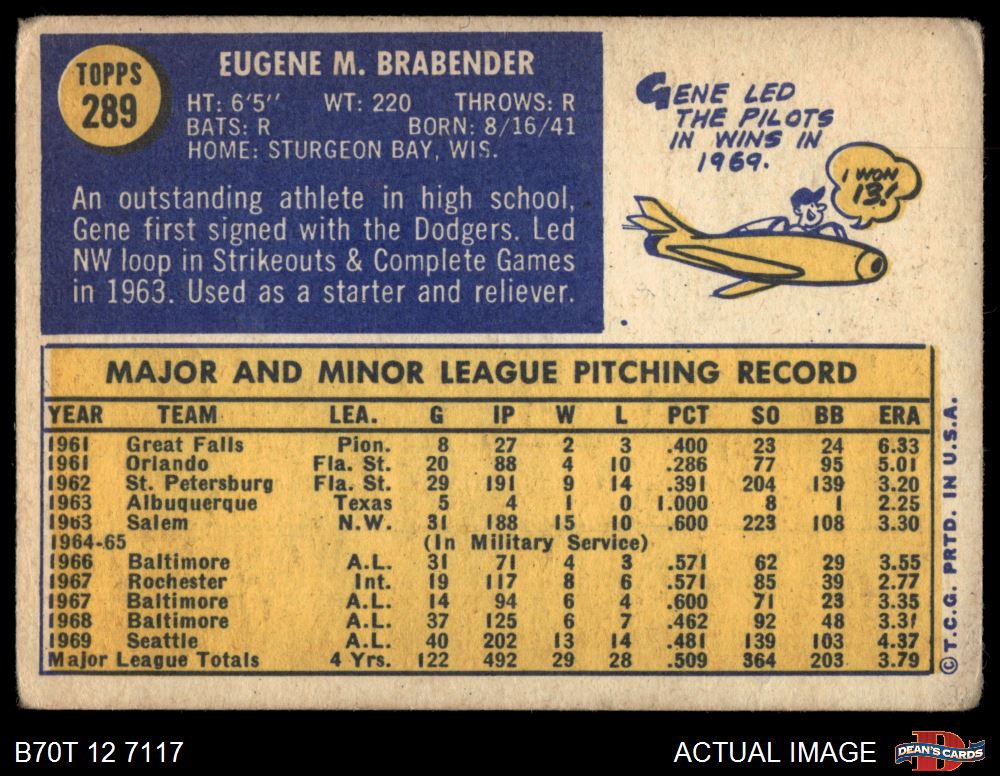 TOPPS
289
EUGENE M. BRABENDER
HT: 6'5" WT: 220 THROWS: R
BATS: R BORN: 8/16/41
HOME: STURGEON BAY, WIS.
An outstanding athlete in high school,
Gene first signed with the Dodgers. Led
NW loop in Strikeouts & Complete Games
in 1963. Used as a starter and reliever.
GENE LED
THE PILOTS
IN WINS IN
1969.
I WON
13!
MAJOR AND MINOR LEAGUE PITCHING RECORD
YEAR TEAM LEA. G IP W L PCT SO BB ERA
1961 Great Falls Pion. 8 27 2 3 .400 23 24 6.33
1961 Orlando Fla. St. 20 88 4 10 .286 77 95 5.01
1962 St. Petersburg Fla. St. 29 191 9 14 .391 204 139 3.20
1963 Albuquerque Texas 5 4 1 0 1.000 8 1 2.25
1963 Salem N.W. 31 188 15 10 .600 223 108 3.30
1964-65 (In Military Service)
1966 Baltimore A.L. 31 71 4 3 .571 62 29 3.55
1967 Rochester Int. 19 117 8 6 .571 85 39 2.77
1967 Baltimore A.L. 14 94 6 4 .600 71 23 3.35
1968 Baltimore A.L. 37 125 6 7 .462 92 48 3.31
1969 Seattle A.L. 40 202 13 14 .481 139 103 4.37
Major League Totals 4 Yrs. 122 492 29 28 .509 364 203 3.79
© T.C.G. PRTD. IN U.S.A.
B70T 12 7117
ACTUAL IMAGE
DEAN'S CARDS